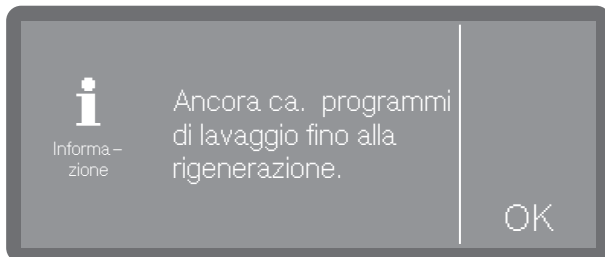 Ancora ca. programmi
di lavaggio fino alla
rigenerazione.
Informa–
zione
OK